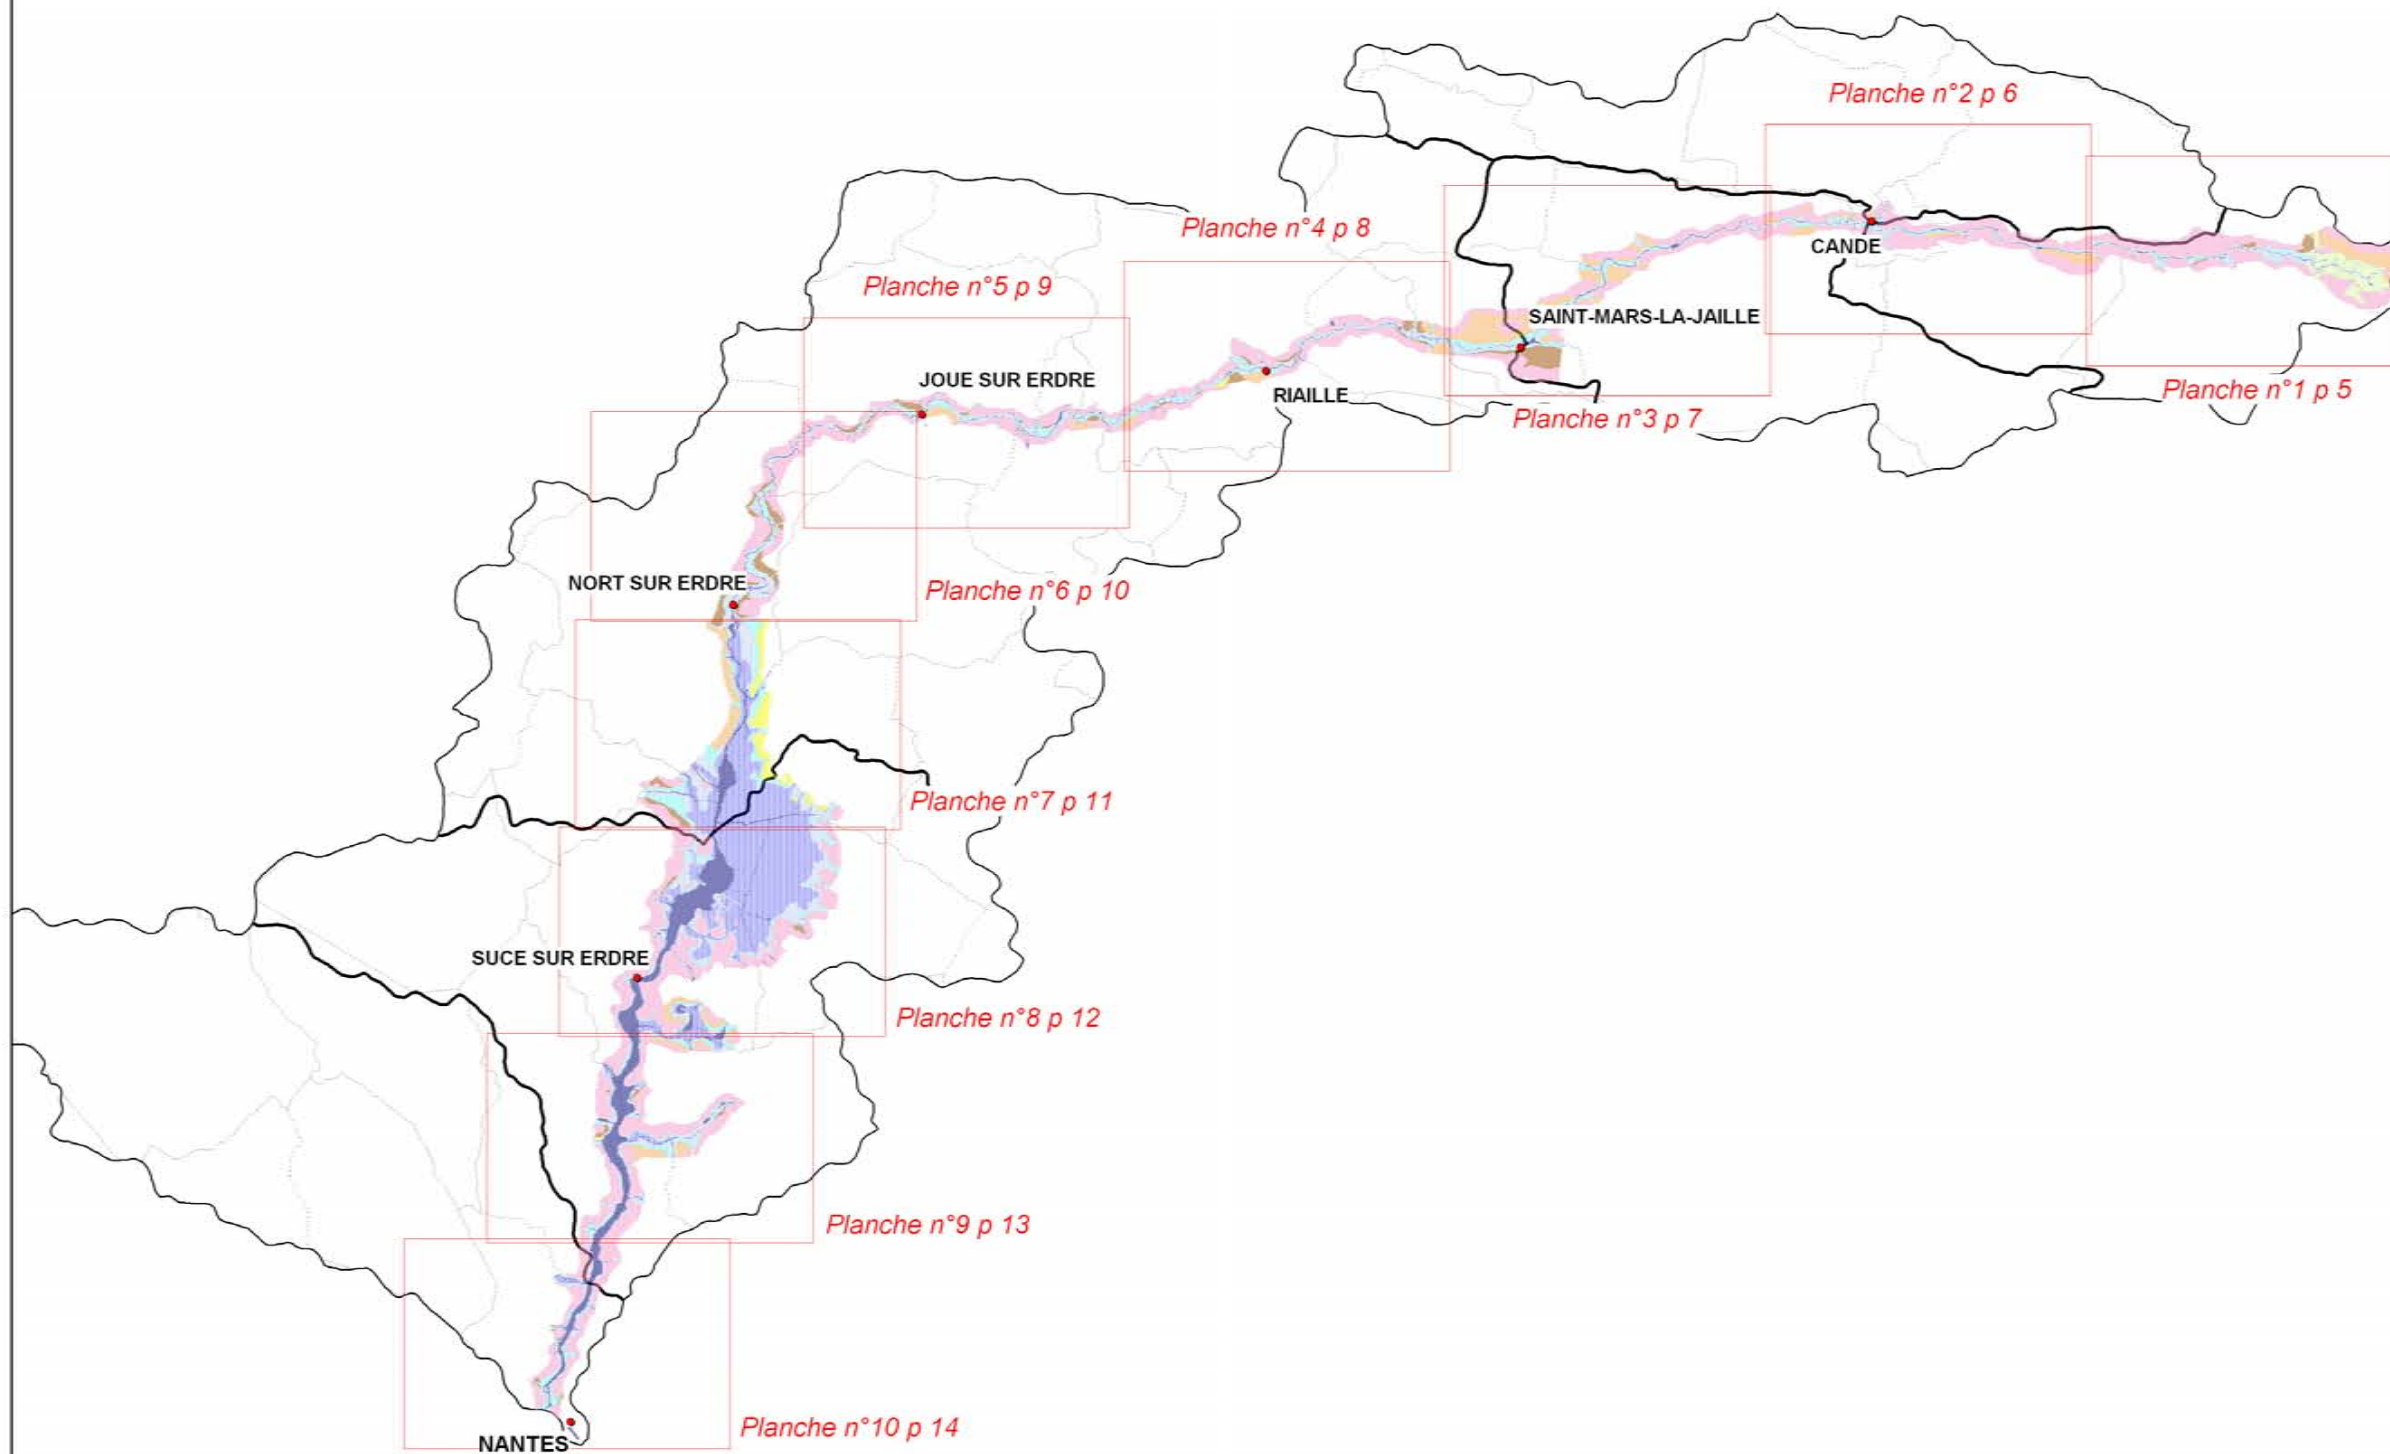 Planche n°2 p 6
Planche n°4 p 8
CANDE
Planche n°5 p 9
SAINT-MARS-LA-JAILLE
JOUE SUR ERDRE
RIAILLE
Planche n°1 p 5
Planche n°3 p 7
NORT SUR ERDRE
Planche n°6 p 10
Planche n°7 p 11
SUCE SUR ERDRE
Planche n°8 p 12
Planche n°9 p 13
Planche n°10 p 14
NANTES